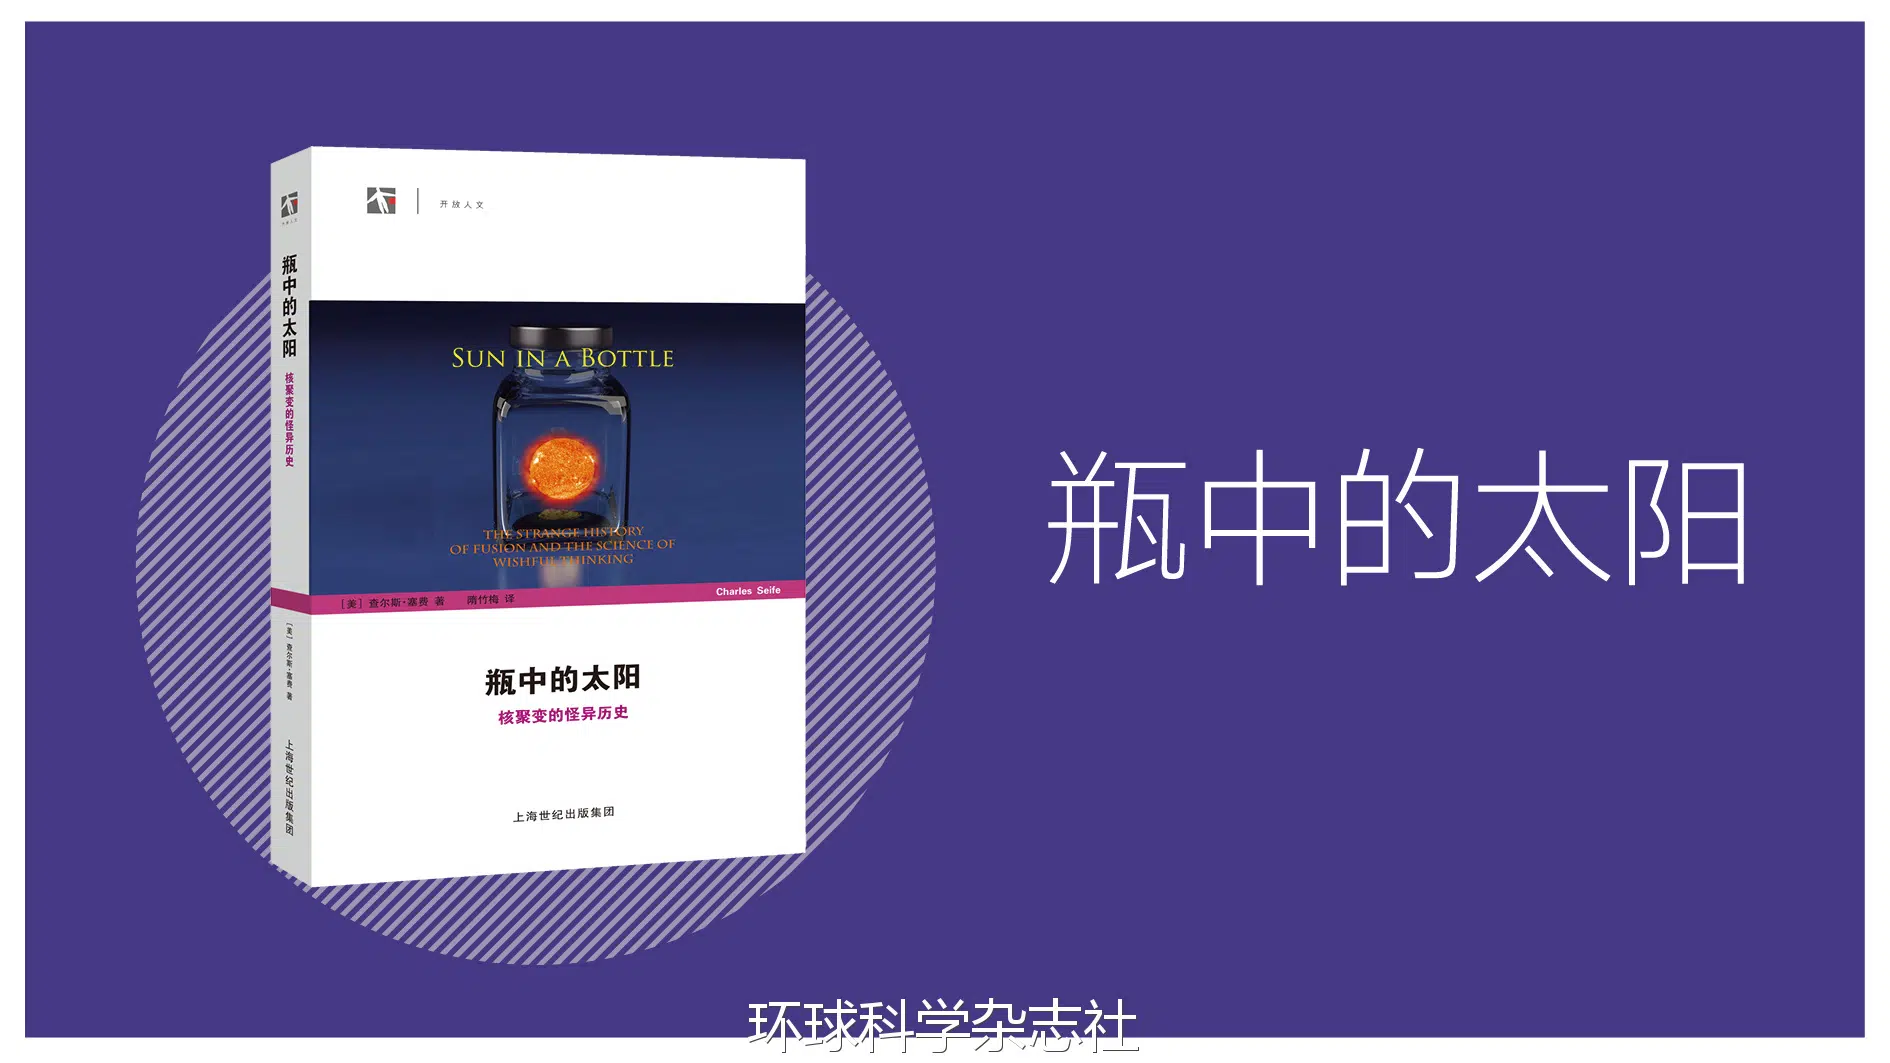 瓶中的太阳
核聚变的怪异历史
[美] 查尔斯·塞费 著
上海世纪出版集团
开放人文
SUN IN A BOTTLE
THE STRANGE HISTORY
OF FUSION AND THE SCIENCE OF
WISHFUL THINKING
[美] 查尔斯·塞费 著 隋竹梅 译
Charles Seife
瓶中的太阳
核聚变的怪异历史
上海世纪出版集团
瓶中的太阳
环球科学杂志社